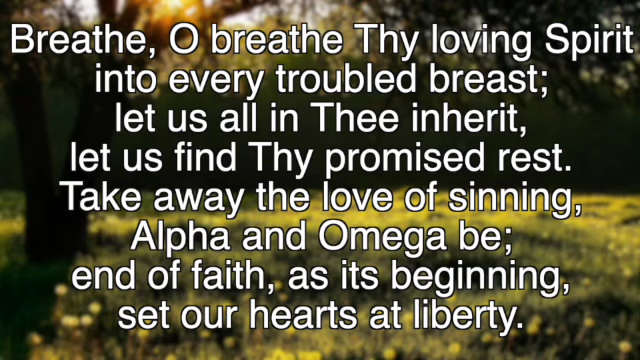 Breathe, O breathe Thy loving Spirit
into every troubled breast;
let us all in Thee inherit,
let us find Thy promised rest.
Take away the love of sinning,
Alpha and Omega be;
end of faith, as its beginning,
set our hearts at liberty.